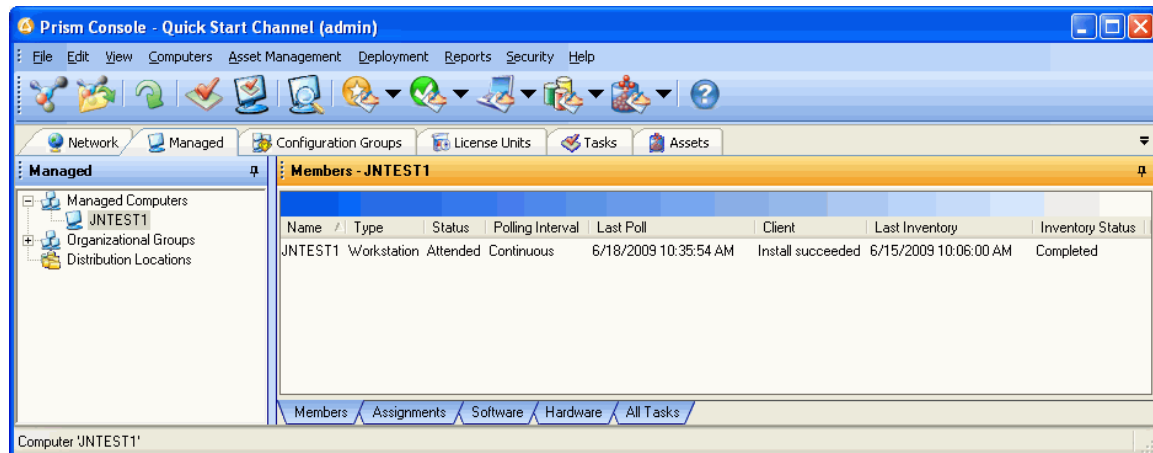 Prism Console - Quick Start Channel (admin)
File Edit View Computers Asset Management Deployment Reports Security Help
Network Managed Configuration Groups License Units Tasks Assets
Managed
Managed Computers
JNTEST1
Organizational Groups
Distribution Locations
Members - JNTEST1
Name Type Status Polling Interval Last Poll Client Last Inventory Inventory Status
JNTEST1 Workstation Attended Continuous 6/18/2009 10:35:54 AM Install succeeded 6/15/2009 10:06:00 AM Completed
Members Assignments Software Hardware All Tasks
Computer 'JNTEST1'